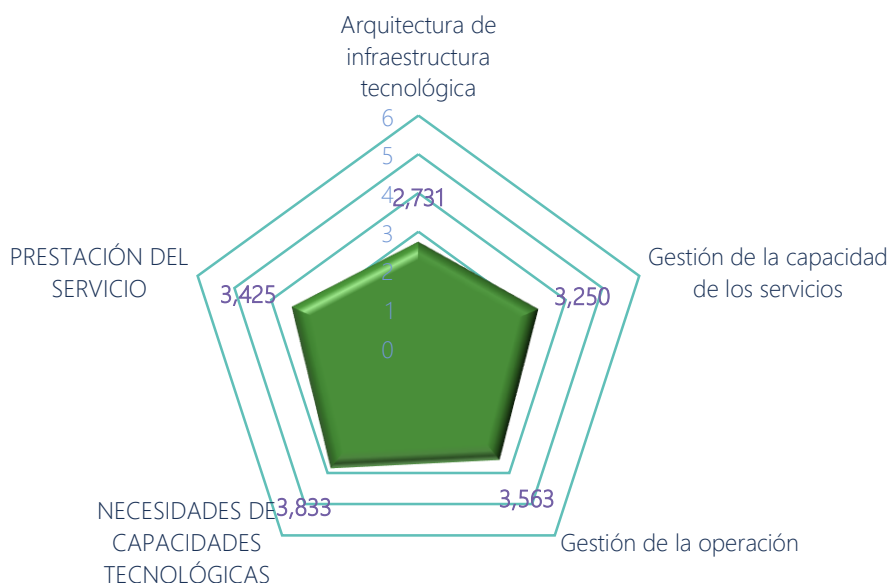 Arquitectura de
infraestructura
tecnológica
6
5
4
2,731
3
2
1
0
PRESTACIÓN DEL
SERVICIO
3,425
Gestión de la capacidad
de los servicios
3,250
NECESIDADES DE
CAPACIDADES
TECNOLÓGICAS
3,833
3,563
Gestión de la operación